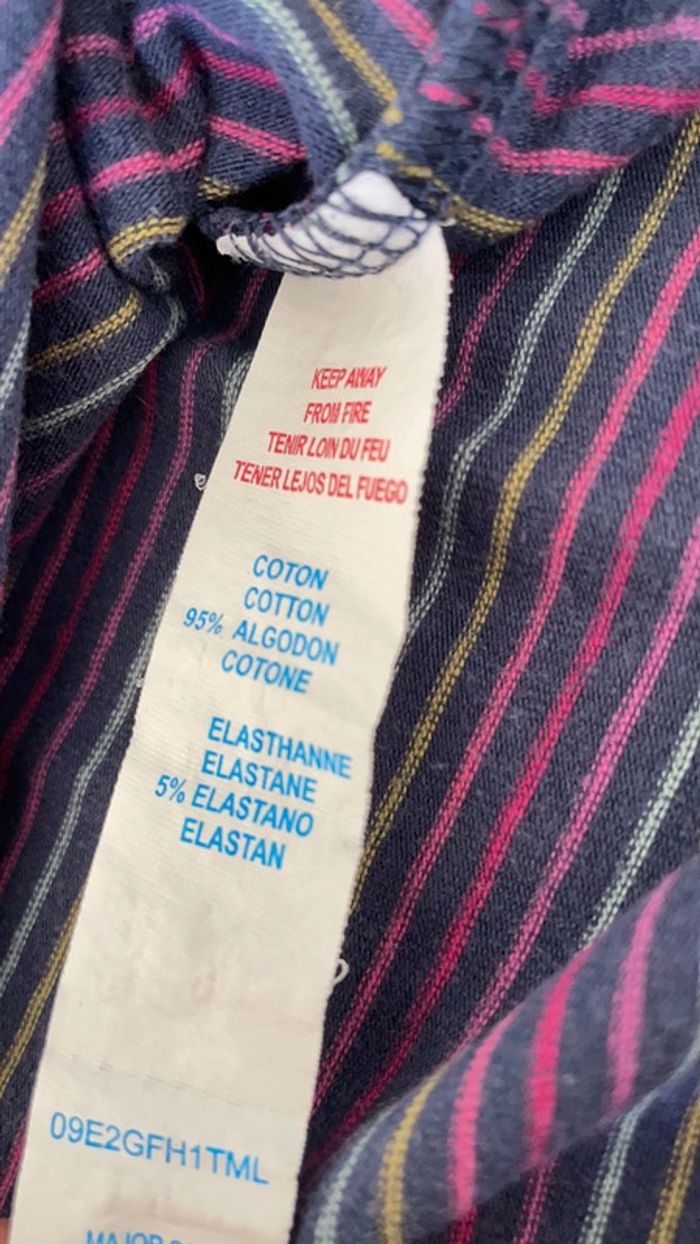 KEEP AWAY
FROM FIRE
TENIR LOIN DU FEU
TENER LEJOS DEL FUEGO
COTON
COTTON
95% ALGODON
COTONE
ELASTHANNE
ELASTANE
5% ELASTANO
ELASTAN
09E2GFH1TML
MAJOR